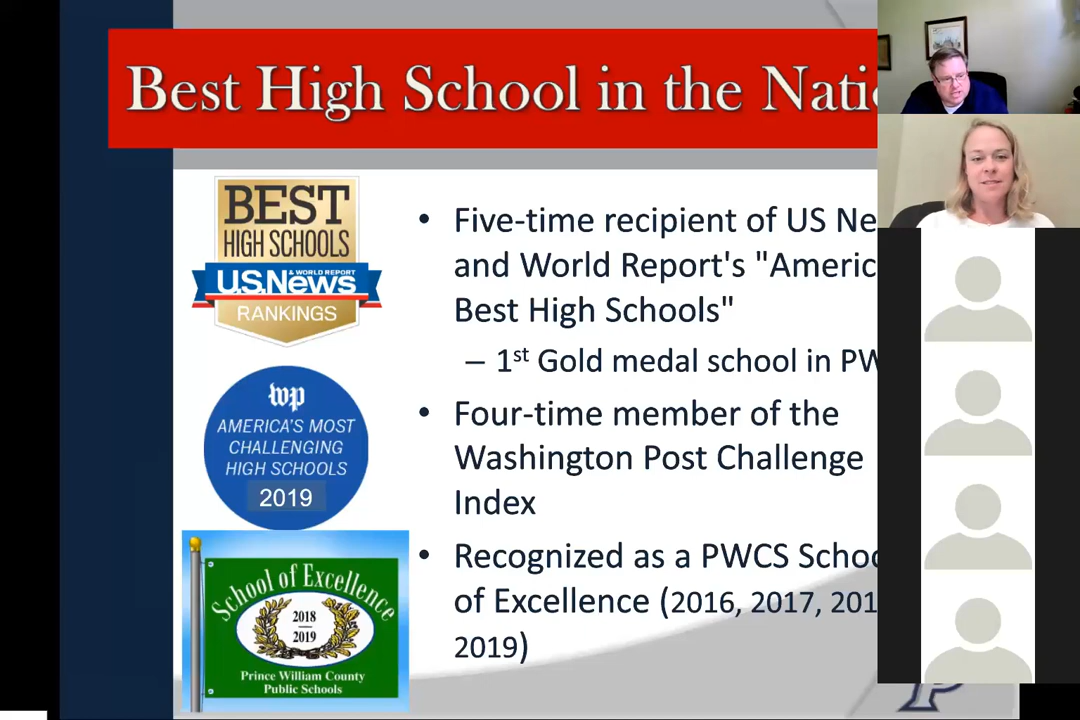 Best High School in the Nati
BEST
HIGH SCHOOLS
U.S. News
& WORLD REPORT
RANKINGS
• Five-time recipient of US Ne
and World Report's "Americ
Best High Schools"
– 1st Gold medal school in PW
wp
AMERICA'S MOST
CHALLENGING
HIGH SCHOOLS
2019
• Four-time member of the
Washington Post Challenge
Index
School of Excellence
2018
2019
Prince William County
Public Schools
• Recognized as a PWCS Schoo
of Excellence (2016, 2017, 201
2019)
P